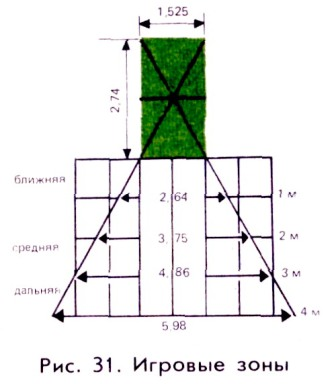 1,525
2,74
ближняя
2,64
1 м
средняя
3,75
2 м
4,86
3 м
дальняя
4 м
5,98
Рис. 31. Игровые зоны